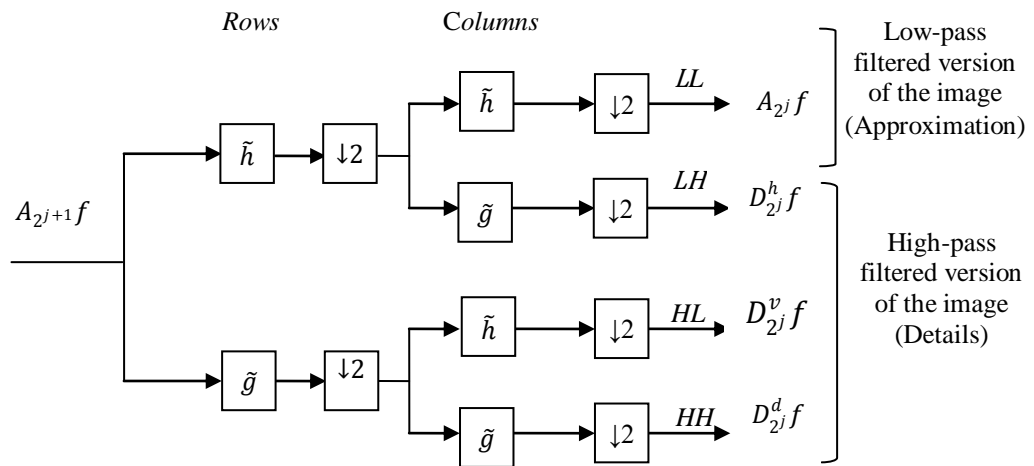 Rows
Columns
Low-pass
filtered version
of the image
(Approximation)
h̃
↓2
LL
A_{2^j} f
h̃
↓2
g̃
↓2
LH
D^h_{2^j} f
A_{2^{j+1}} f
High-pass
filtered version
of the image
(Details)
h̃
↓2
HL
D^v_{2^j} f
g̃
↓2
g̃
↓2
HH
D^d_{2^j} f